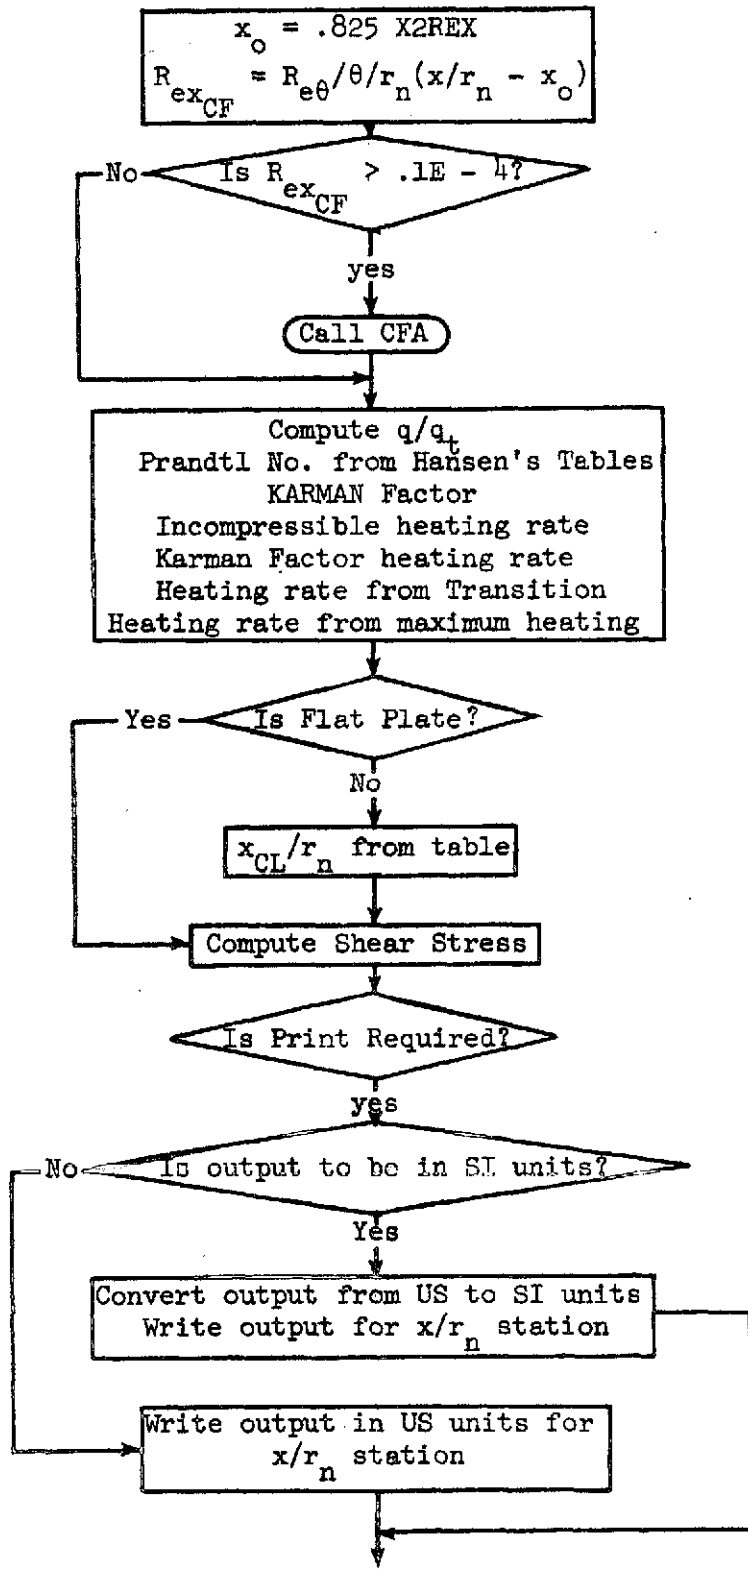 x_o = .825 X2REX
R_ex_CF = R_eθ/θ/r_n(x/r_n - x_o)
Is R_ex_CF > .1E - 4?
No
yes
Call CFA
Compute q/q_t
Prandtl No. from Hansen's Tables
KARMAN Factor
Incompressible heating rate
Karman Factor heating rate
Heating rate from Transition
Heating rate from maximum heating
Is Flat Plate?
Yes
No
x_CL/r_n from table
Compute Shear Stress
Is Print Required?
yes
Is output to be in SI units?
No
Yes
Convert output from US to SI units
Write output for x/r_n station
Write output in US units for
x/r_n station